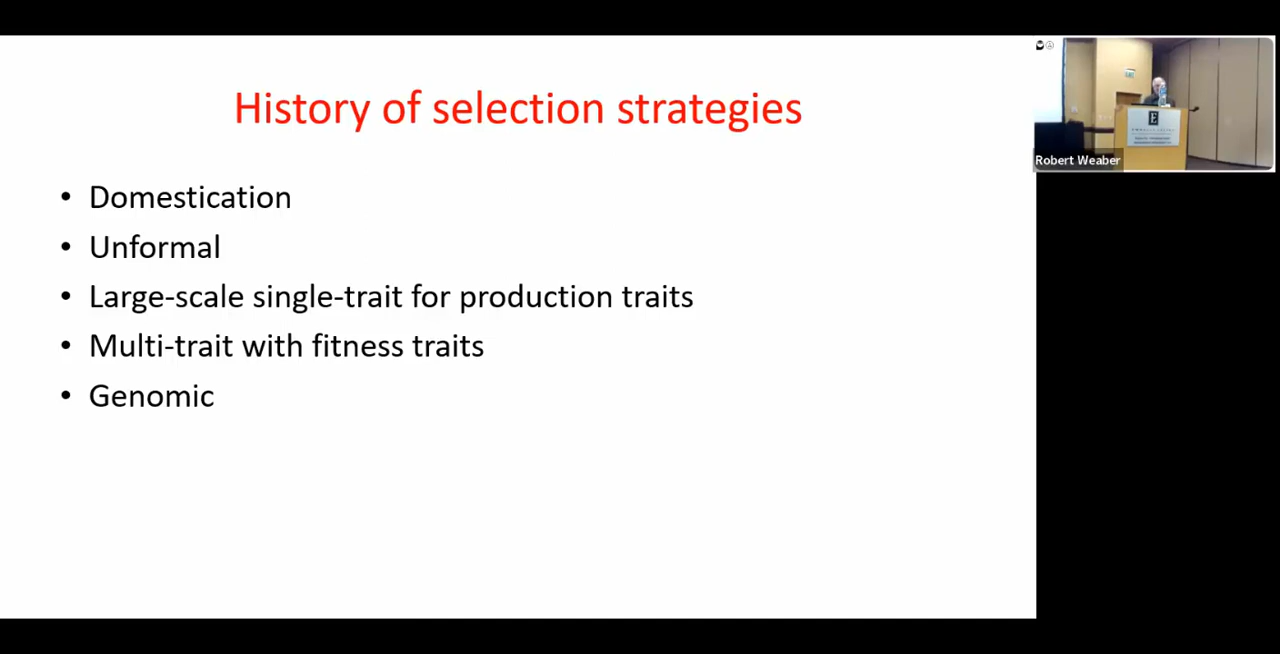 History of selection strategies
• Domestication
• Unformal
• Large-scale single-trait for production traits
• Multi-trait with fitness traits
• Genomic
E
Robert Weaber